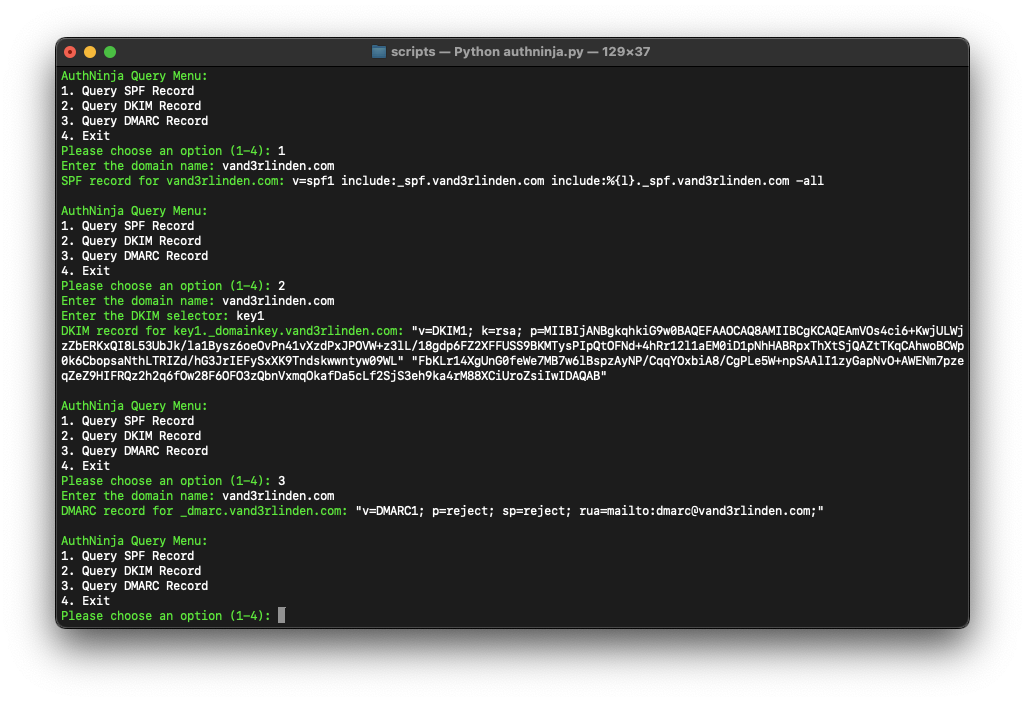 scripts — Python authninja.py — 129×37
AuthNinja Query Menu:
1. Query SPF Record
2. Query DKIM Record
3. Query DMARC Record
4. Exit
Please choose an option (1-4): 1
Enter the domain name: vand3rlinden.com
SPF record for vand3rlinden.com: v=spf1 include:_spf.vand3rlinden.com include:%{l}._spf.vand3rlinden.com -all
AuthNinja Query Menu:
1. Query SPF Record
2. Query DKIM Record
3. Query DMARC Record
4. Exit
Please choose an option (1-4): 2
Enter the domain name: vand3rlinden.com
Enter the DKIM selector: key1
DKIM record for key1._domainkey.vand3rlinden.com: "v=DKIM1; k=rsa; p=MIIBIjANBgkqhkiG9w0BAQEFAAOCAQ8AMIIBCgKCAQEAmVOs4ci6+KwjULWj
zZbERKxQI8L53UbJk/la1Bysz6oeOvPn41vXzdPxJPOVW+z3lL/18gdp6FZ2XFFUSS9BKMTysPIpQtOFNd+4hRr12l1aEM0iD1pNhHABRpxThXtSjQAZtTKqCAhwoBCWp
0k6CbopsaNthLTRIZd/hG3JrIEFySxXK9Tndskwwntyw09WL" "FbKLr14XgUnG0feWe7MB7w6lBspzAyNP/CqqYOxbiA8/CgPLe5W+npSAAlI1zyGapNvO+AWENm7pze
qZeZ9HIFRQz2h2q6fOw28F6OFO3zQbnVxmqOkafDa5cLf2SjS3eh9ka4rM88XCiUroZsiIwIDAQAB"
AuthNinja Query Menu:
1. Query SPF Record
2. Query DKIM Record
3. Query DMARC Record
4. Exit
Please choose an option (1-4): 3
Enter the domain name: vand3rlinden.com
DMARC record for _dmarc.vand3rlinden.com: "v=DMARC1; p=reject; sp=reject; rua=mailto:dmarc@vand3rlinden.com;"
AuthNinja Query Menu:
1. Query SPF Record
2. Query DKIM Record
3. Query DMARC Record
4. Exit
Please choose an option (1-4):